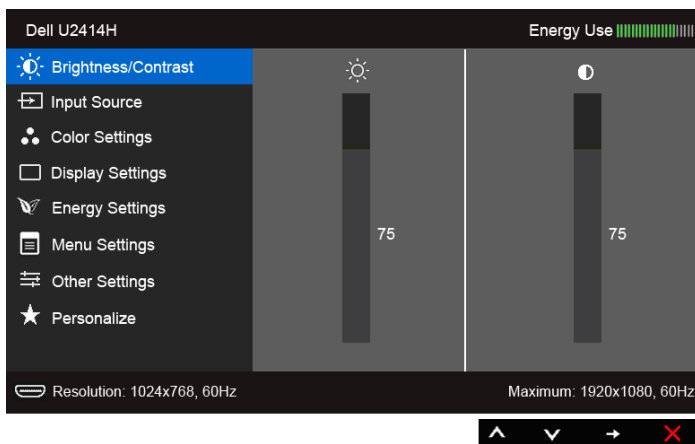 Dell U2414H
Energy Use
Brightness/Contrast
Input Source
Color Settings
Display Settings
Energy Settings
Menu Settings
Other Settings
Personalize
75
75
Resolution: 1024x768, 60Hz
Maximum: 1920x1080, 60Hz